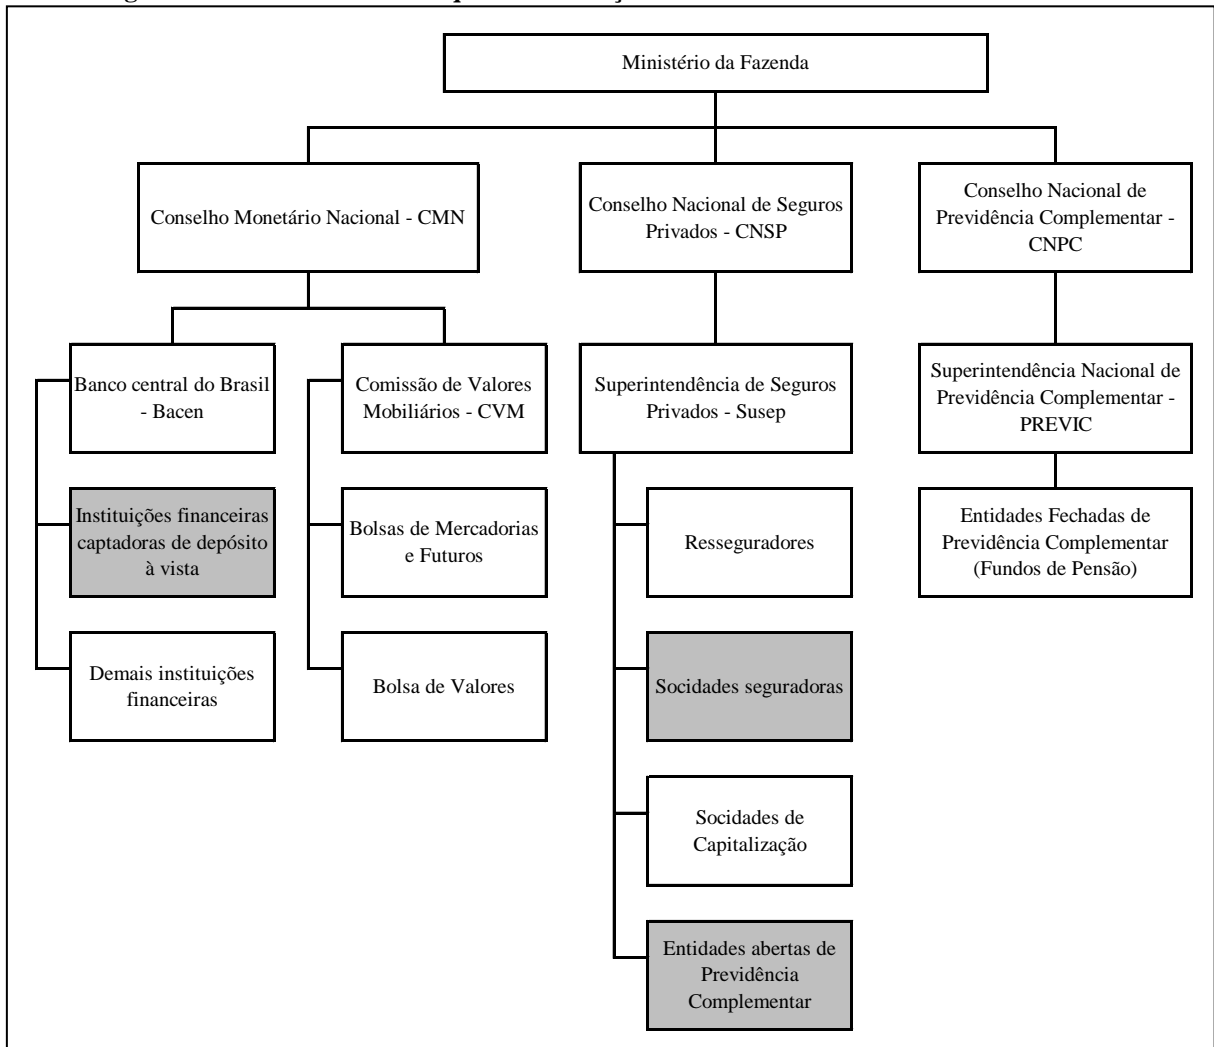 Ministério da Fazenda
Conselho Monetário Nacional - CMN
Conselho Nacional de Seguros
Privados - CNSP
Conselho Nacional de
Previdência Complementar -
CNPC
Banco central do Brasil
- Bacen
Comissão de Valores
Mobiliários - CVM
Superintendência de Seguros
Privados - Susep
Superintendência Nacional de
Previdência Complementar -
PREVIC
Instituições financeiras
captadoras de depósito
à vista
Bolsas de Mercadorias
e Futuros
Resseguradores
Entidades Fechadas de
Previdência Complementar
(Fundos de Pensão)
Demais instituições
financeiras
Bolsa de Valores
Socidades seguradoras
Socidades de
Capitalização
Entidades abertas de
Previdência
Complementar